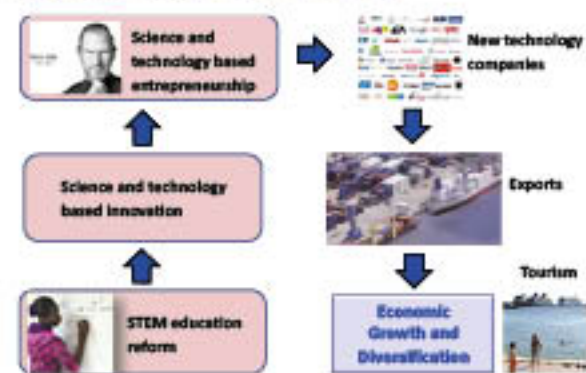 Science and
technology based
entrepreneurship
New technology
companies
Science and technology
based innovation
Exports
STEM education
reform
Tourism
Economic
Growth and
Diversification